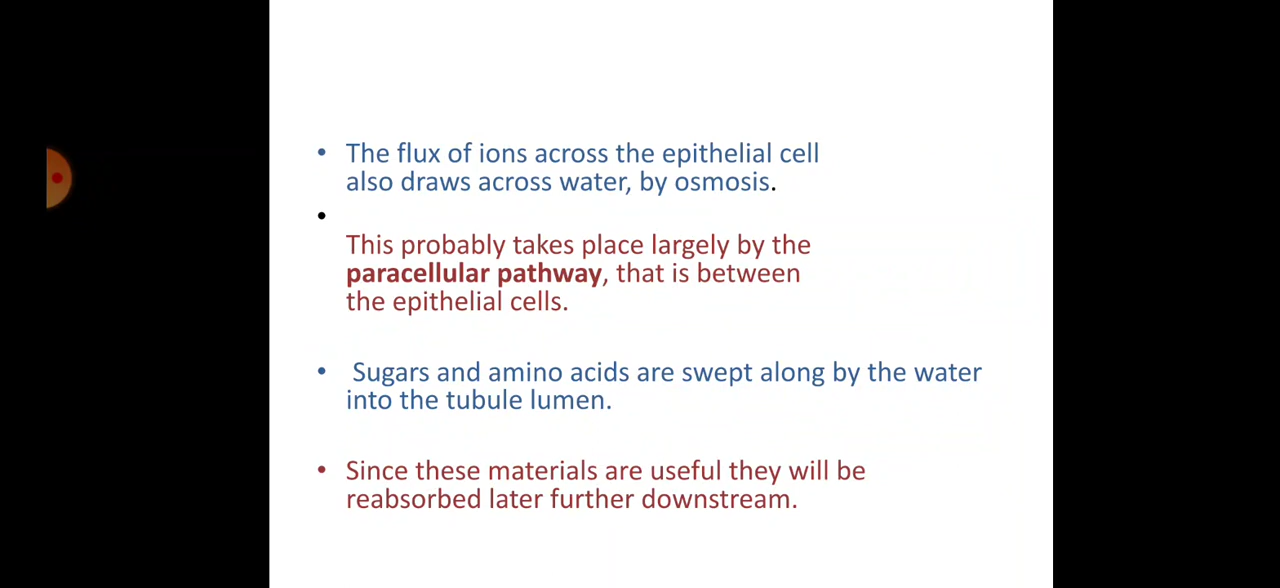 • The flux of ions across the epithelial cell
also draws across water, by osmosis.
•
This probably takes place largely by the
paracellular pathway, that is between
the epithelial cells.
• Sugars and amino acids are swept along by the water
into the tubule lumen.
• Since these materials are useful they will be
reabsorbed later further downstream.